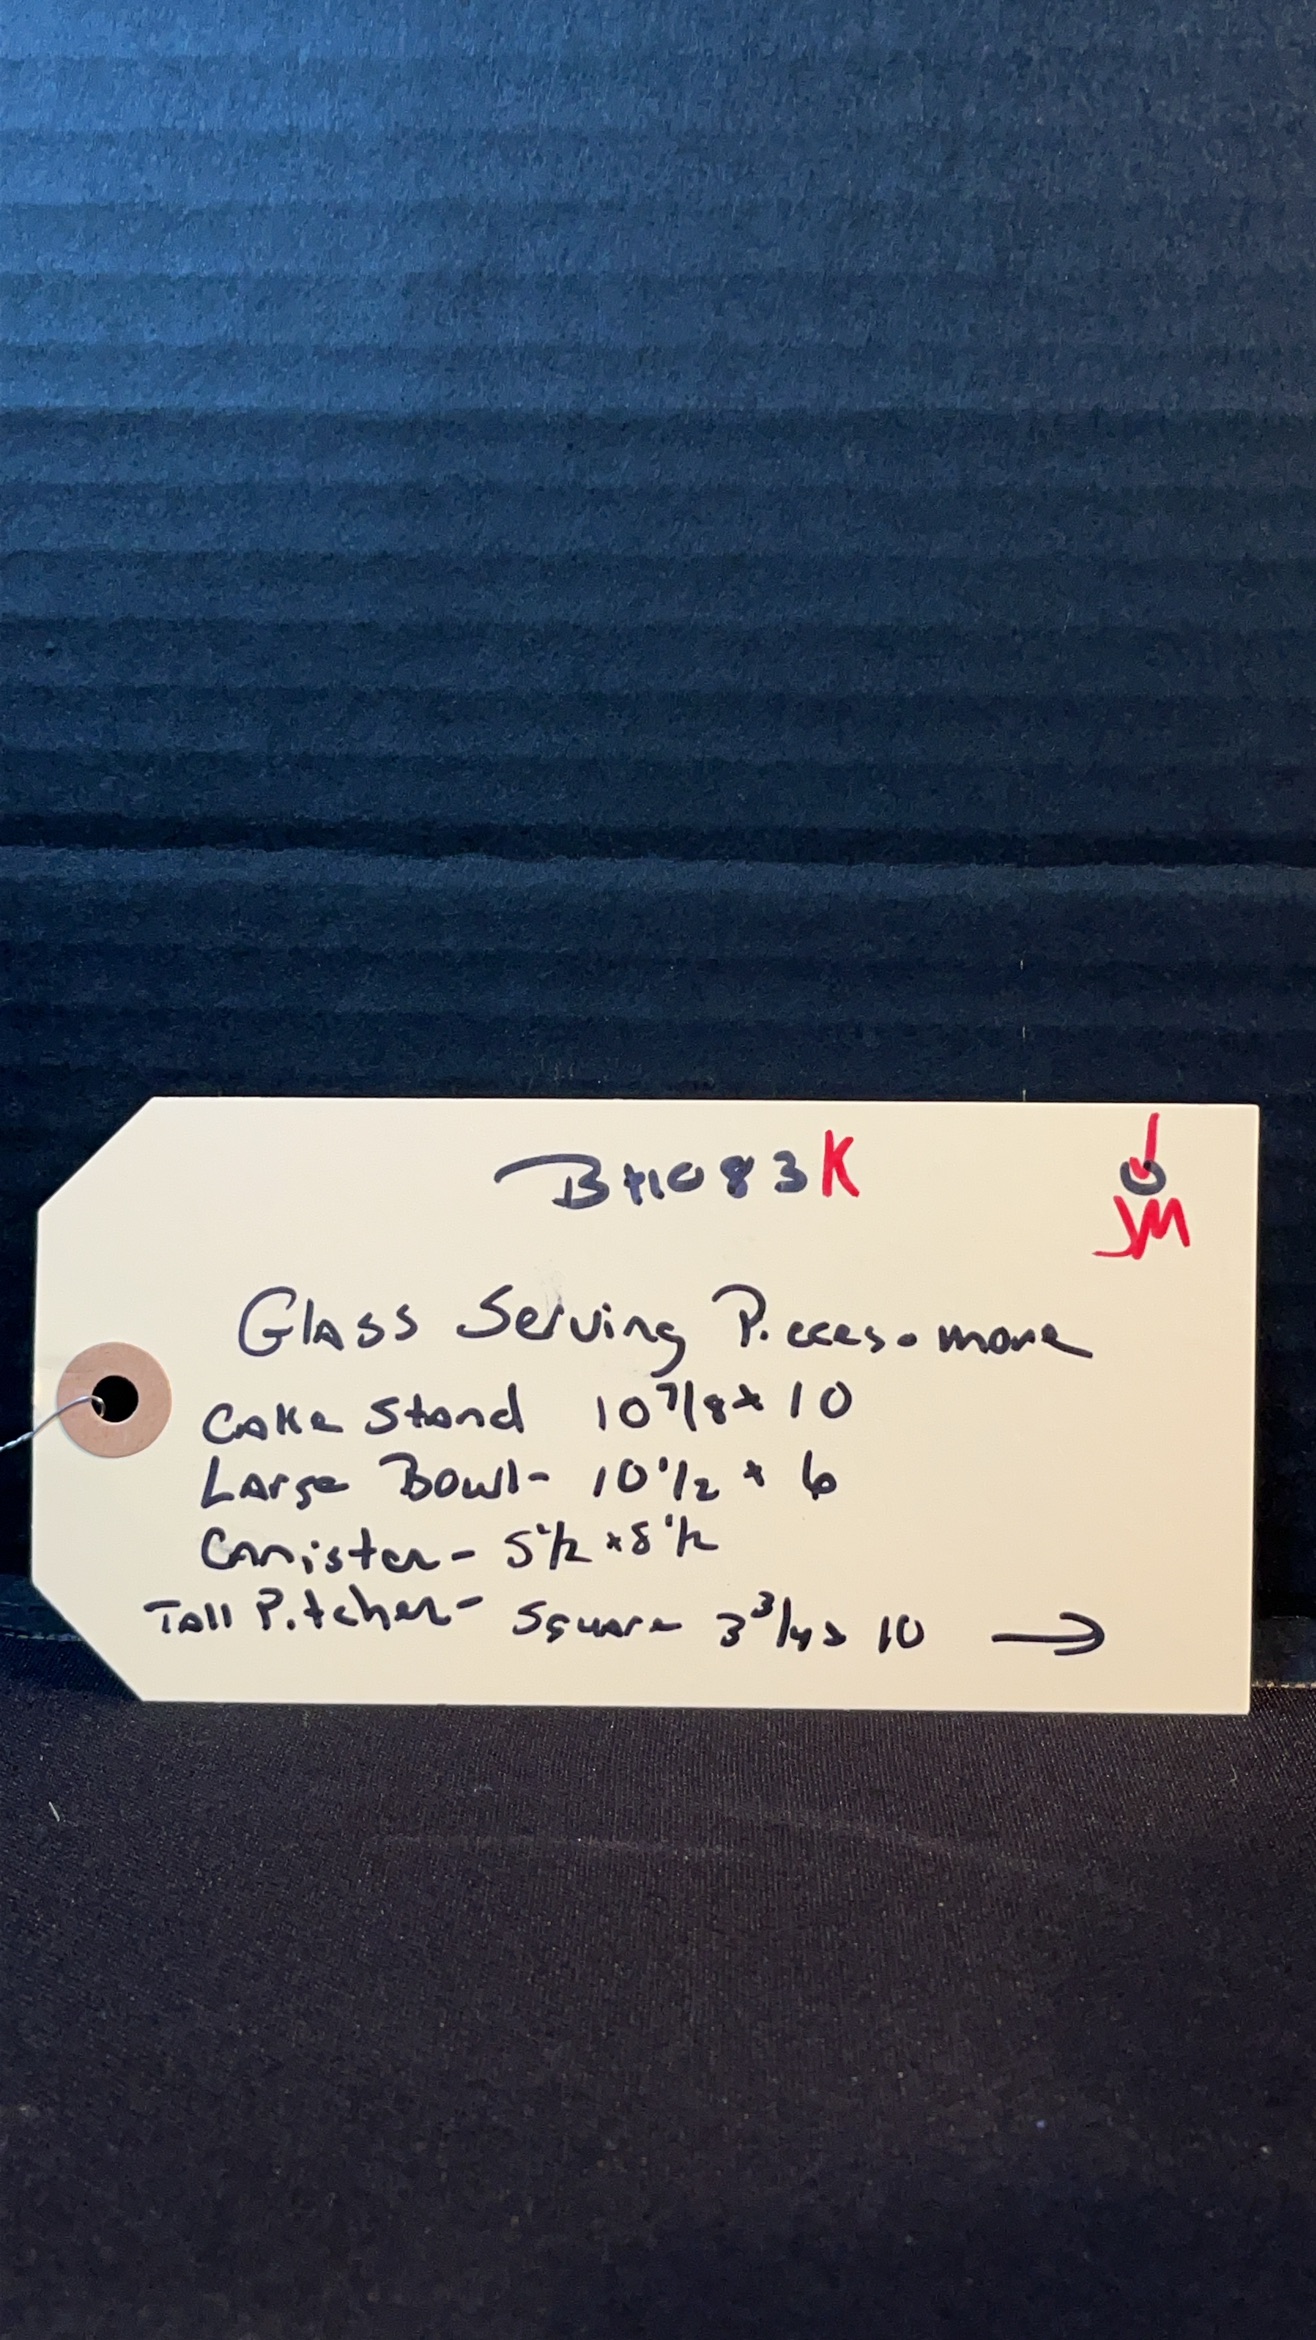 BH1083K
JM
Glass Serving Pieces - more
Cake Stand 10 7/8 x 10
Large Bowl - 10 1/2 x 6
Canister - 5 1/2 x 8 1/2
Tall Pitcher - Square 3 3/4 x 10 →